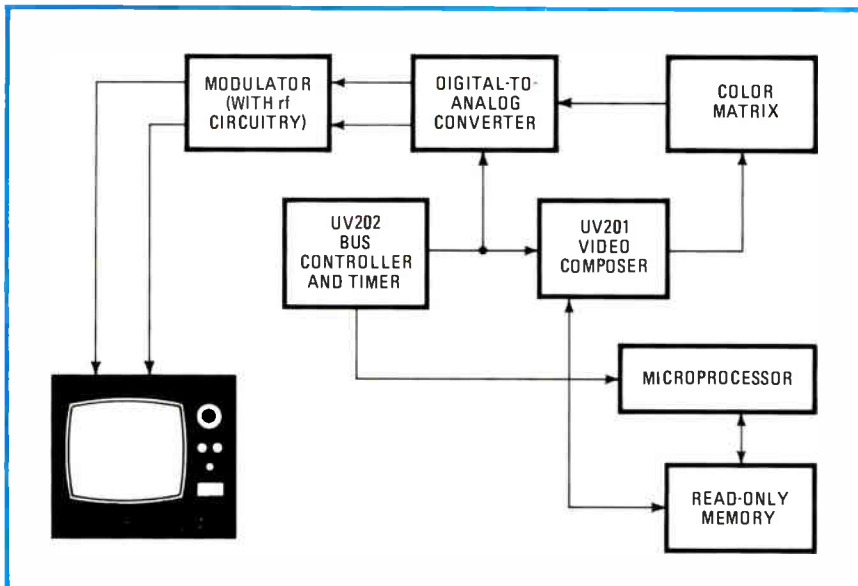 MODULATOR
(WITH rf
CIRCUITRY)
DIGITAL-TO-
ANALOG
CONVERTER
COLOR
MATRIX
UV202
BUS
CONTROLLER
AND TIMER
UV201
VIDEO
COMPOSER
MICROPROCESSOR
READ-ONLY
MEMORY